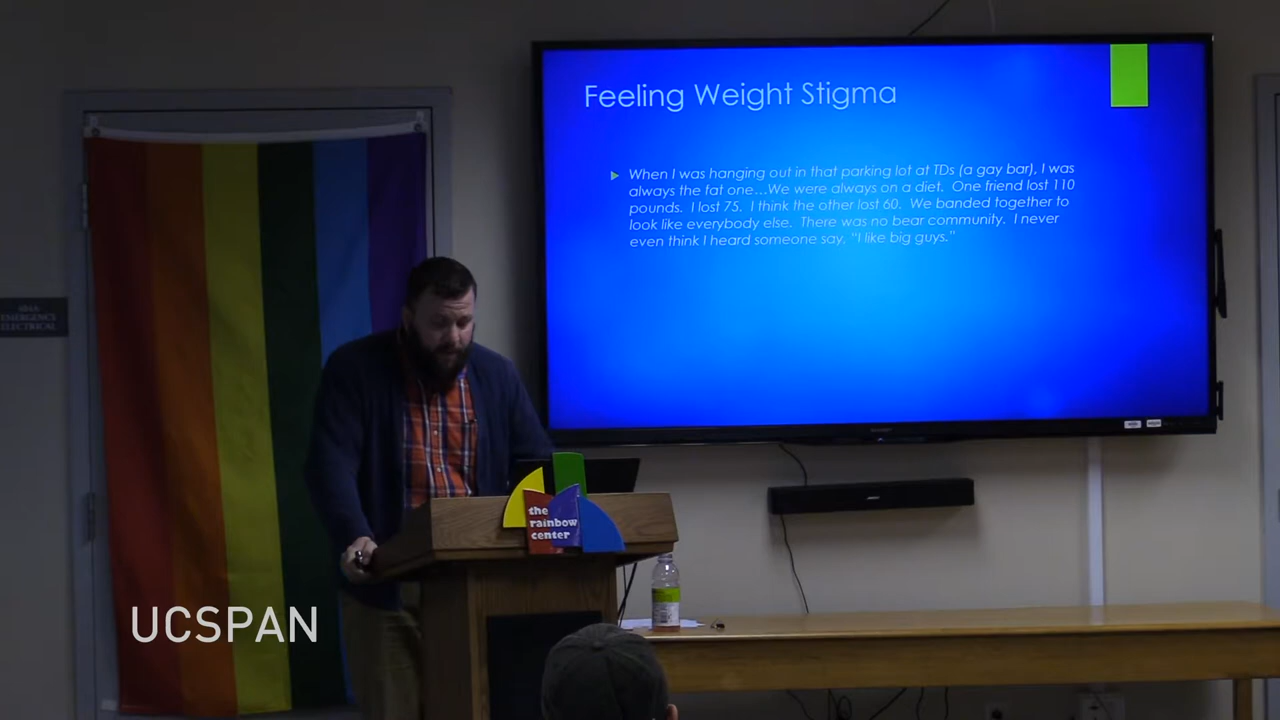 Feeling Weight Stigma
When I was hanging out in that parking lot at TDs (a gay bar), I was
always the fat one...We were always on a diet. One friend lost 110
pounds. I lost 75. I think the other lost 60. We banded together to
look like everybody else. There was no bear community. I never
even think I heard someone say, "I like big guys."
EMERGENCY
ELECTRICAL
the
rainbow
center
UCSPAN